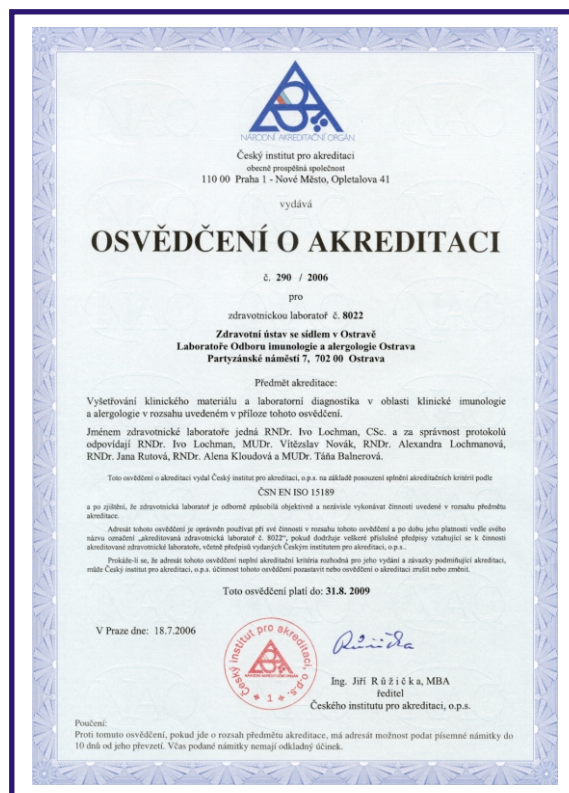 NÁRODNÍ AKREDITAČNÍ ORGÁN
Český institut pro akreditaci
obecně prospěšná společnost
110 00 Praha 1 - Nové Město, Opletalova 41
vydává
OSVĚDČENÍ O AKREDITACI
č. 290 / 2006
pro
zdravotnickou laboratoř č. 8022
Zdravotní ústav se sídlem v Ostravě
Laboratoře Odboru imunologie a alergologie Ostrava
Partyzánské náměstí 7, 702 00 Ostrava
Předmět akreditace:
Vyšetřování klinického materiálu a laboratorní diagnostika v oblasti klinické imunologie
a alergologie v rozsahu uvedeném v příloze tohoto osvědčení.
Jménem zdravotnické laboratoře jedná RNDr. Ivo Lochman, CSc. a za správnost protokolů
odpovídají RNDr. Ivo Lochman, MUDr. Vítězslav Novák, RNDr. Alexandra Lochmanová,
RNDr. Jana Rutová, RNDr. Alena Kloudová a MUDr. Táňa Balnerová.
Toto osvědčení o akreditaci vydal Český institut pro akreditaci, o.p.s. na základě posouzení splnění akreditačních kritérií podle
ČSN EN ISO 15189
a po zjištění, že zdravotnická laboratoř je odborně způsobilá objektivně a nezávisle vykonávat činnosti uvedené v rozsahu předmětu
akreditace.
Adresát tohoto osvědčení je oprávněn používat při své činnosti v rozsahu tohoto osvědčení a po dobu jeho platnosti vedle svého
názvu označení „akreditovaná zdravotnická laboratoř č. 8022", pokud dodržuje veškeré příslušné předpisy vztahující se k činnosti
akreditované zdravotnické laboratoře, včetně předpisů vydaných Českým institutem pro akreditaci, o.p.s..
Prokáže-li se, že adresát tohoto osvědčení neplní akreditační kritéria rozhodná pro jeho vydání a závazky podmiňující akreditaci,
může Český institut pro akreditaci, o.p.s. účinnost tohoto osvědčení pozastavit nebo osvědčení o akreditaci zrušit nebo změnit.
Toto osvědčení platí do: 31.8. 2009
V Praze dne: 18.7.2006
Český institut pro akreditaci, o.p.s.
NÁRODNÍ AKREDITAČNÍ ORGÁN
* 1 *
Růžička
Ing. Jiří Růžička, MBA
ředitel
Českého institutu pro akreditaci, o.p.s.
Poučení:
Proti tomuto osvědčení, pokud jde o rozsah předmětu akreditace, má adresát možnost podat písemné námitky do
10 dnů od jeho převzetí. Včas podané námitky nemají odkladný účinek.